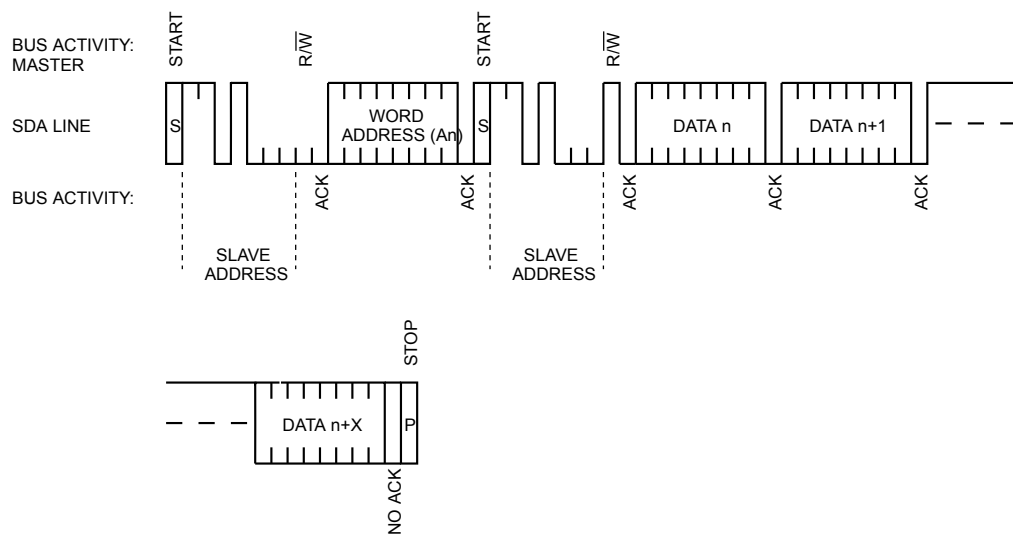 START
R/W
START
R/W
BUS ACTIVITY:
MASTER
SDA LINE
S
WORD
ADDRESS (An)
S
DATA n
DATA n+1
BUS ACTIVITY:
ACK
ACK
ACK
ACK
ACK
SLAVE
ADDRESS
SLAVE
ADDRESS
STOP
DATA n+X
P
NO ACK